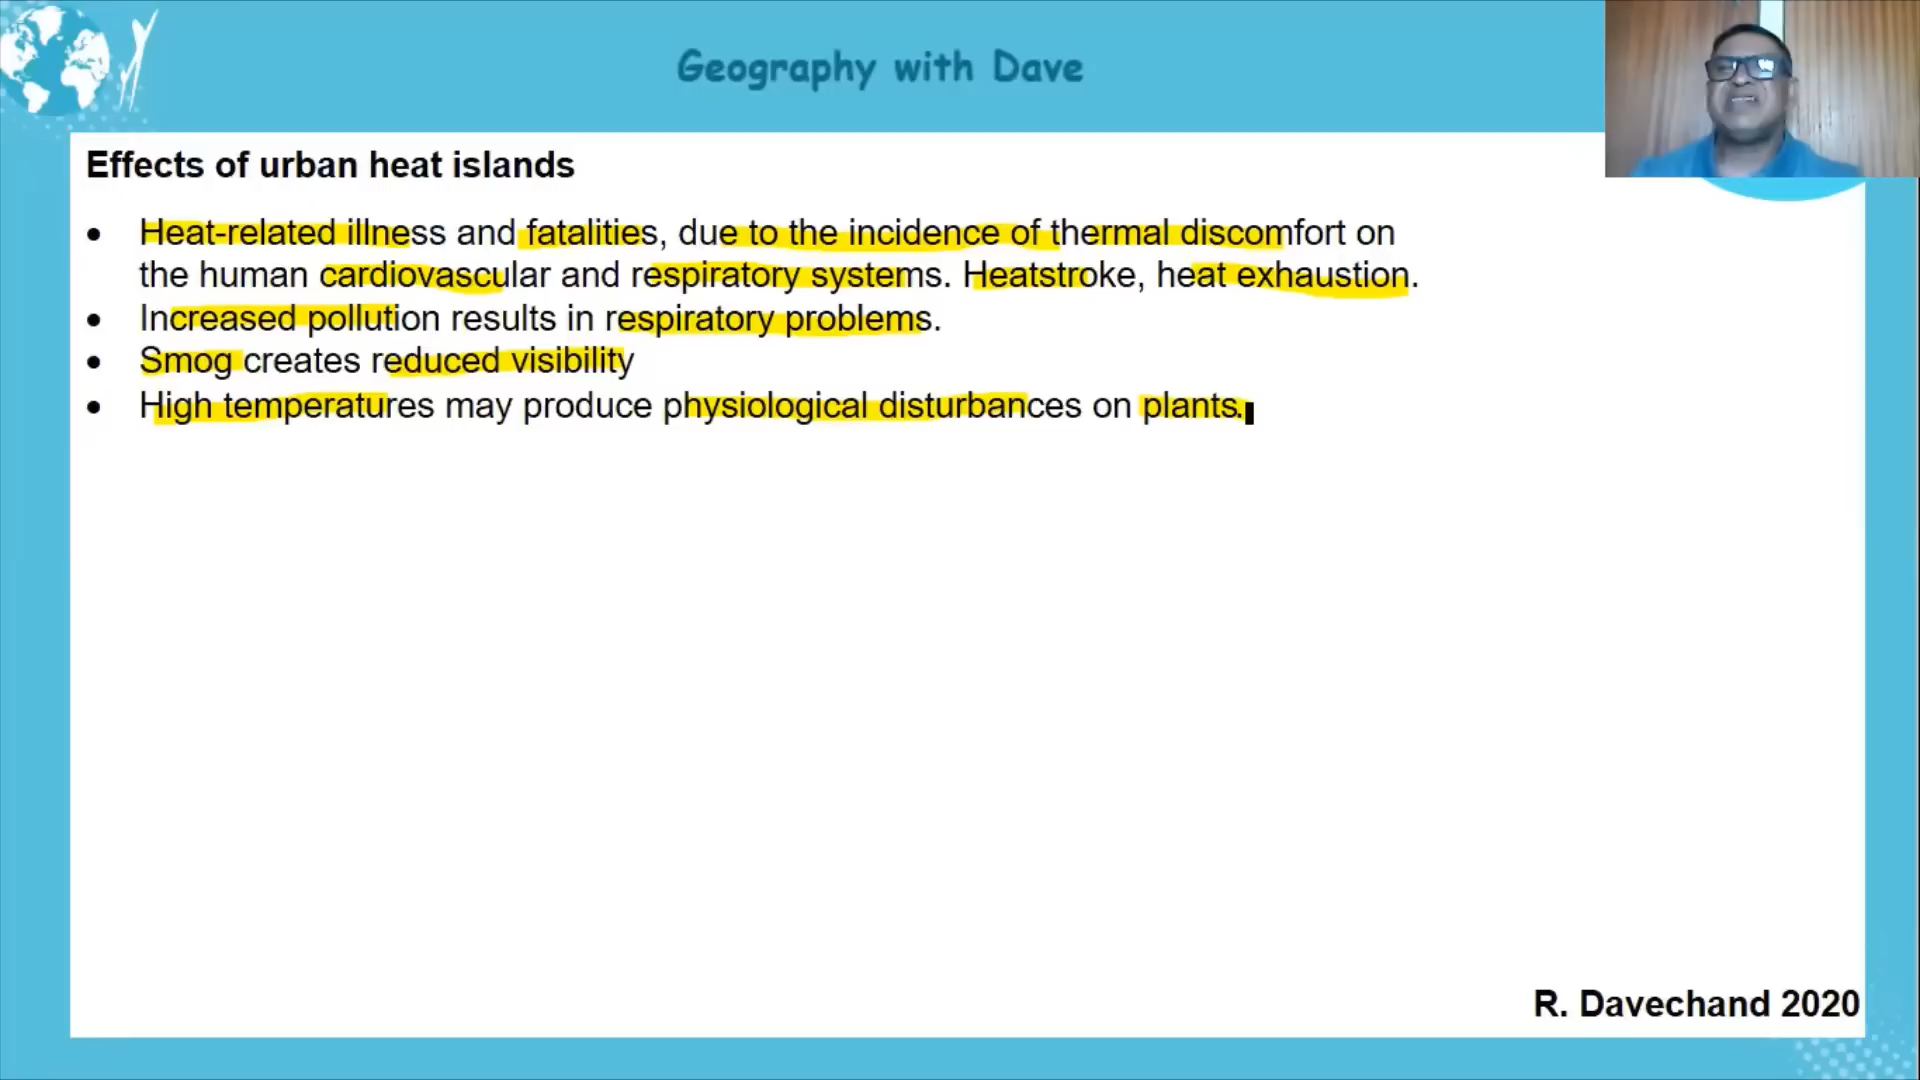 Geography with Dave
Effects of urban heat islands
• Heat-related illness and fatalities, due to the incidence of thermal discomfort on
the human cardiovascular and respiratory systems. Heatstroke, heat exhaustion.
• Increased pollution results in respiratory problems.
• Smog creates reduced visibility
• High temperatures may produce physiological disturbances on plants.
R. Davechand 2020